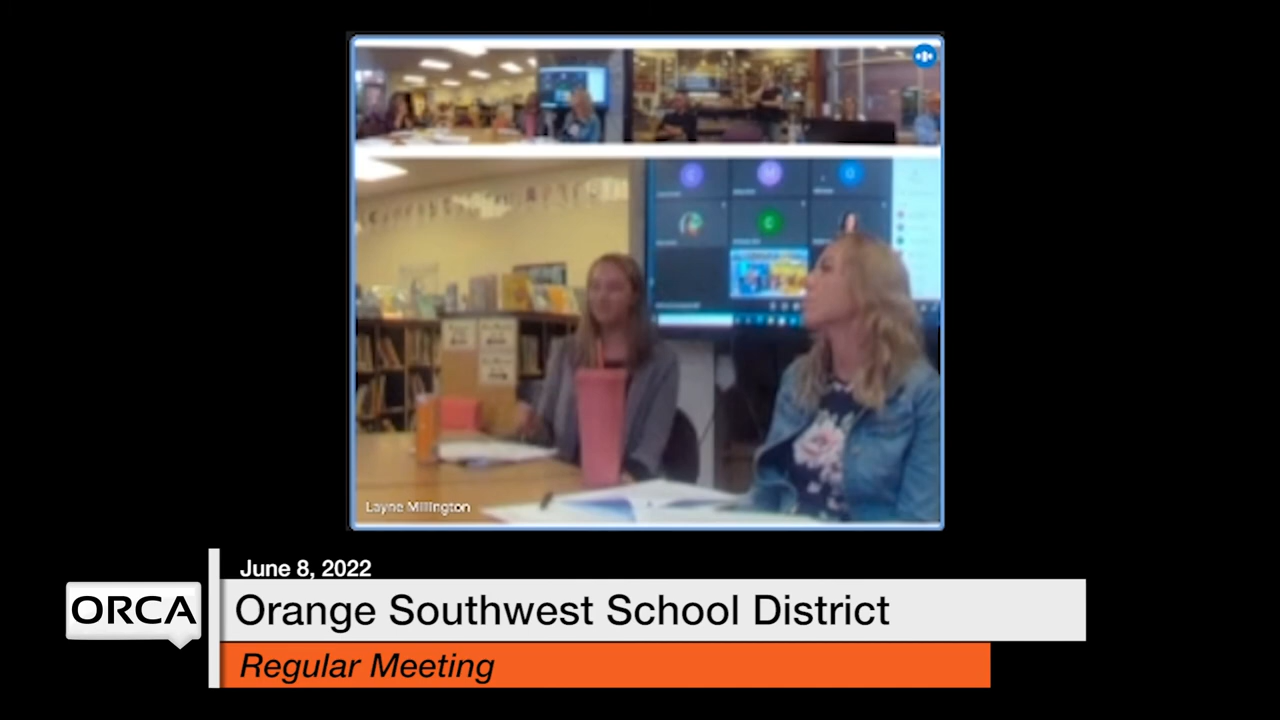 Layne Millington
June 8, 2022
ORCA
Orange Southwest School District
Regular Meeting